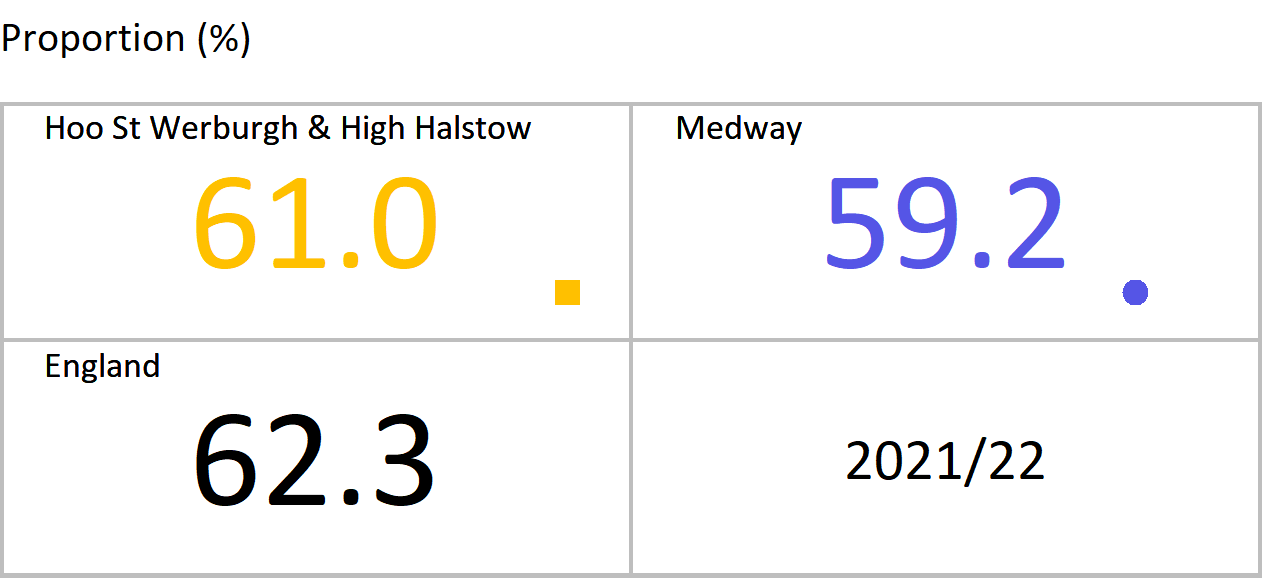 Proportion (%)
Hoo St Werburgh & High Halstow
61.0
Medway
59.2
England
62.3
2021/22